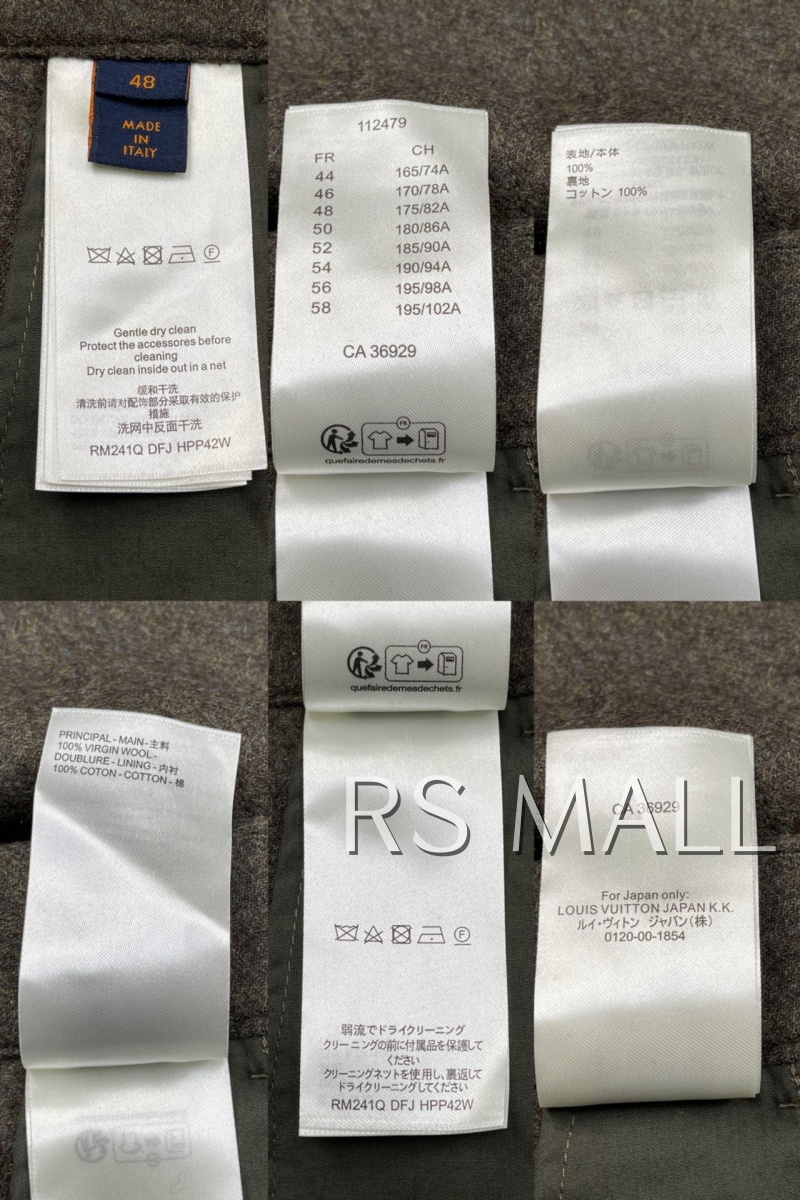 48
MADE
IN
ITALY
Gentle dry clean
Protect the accessores before
cleaning
Dry clean inside out in a net
缓和干洗
清洗前请对配饰部分采取有效的保护
措施
洗网中反面干洗
RM241Q DFJ HPP42W
112479
FR CH
44 165/74A
46 170/78A
48 175/82A
50 180/86A
52 185/90A
54 190/94A
56 195/98A
58 195/102A
CA 36929
FR
quefairedemesdechets.fr
表地/本体
100%
裏地
コットン 100%
PRINCIPAL - MAIN - 主料
100% VIRGIN WOOL -
DOUBLURE - LINING - 内衬
100% COTON - COTTON - 棉
FR
quefairedemesdechets.fr
F
弱流でドライクリーニング
クリーニングの前に付属品を保護して
ください
クリーニングネットを使用し、裏返して
ドライクリーニングしてください
RM241Q DFJ HPP42W
RS MALL
CA 36929
For Japan only:
LOUIS VUITTON JAPAN K.K.
ルイ・ヴィトン ジャパン(株)
0120-00-1854